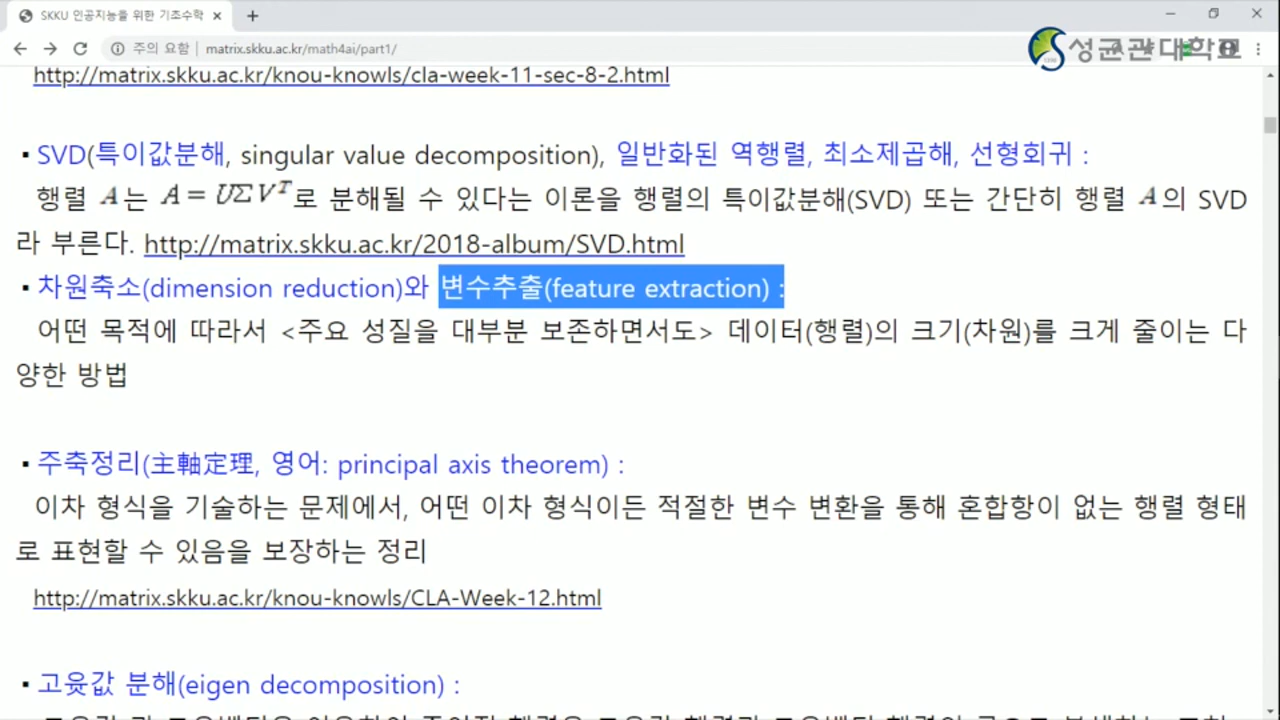 SKKU 인공지능을 위한 기초수학
주의 요함 | matrix.skku.ac.kr/math4ai/part1/
성균관대학교
http://matrix.skku.ac.kr/knou-knowls/cla-week-11-sec-8-2.html
▪ SVD(특이값분해, singular value decomposition), 일반화된 역행렬, 최소제곱해, 선형회귀 :
행렬 A는 A = UΣV^T로 분해될 수 있다는 이론을 행렬의 특이값분해(SVD) 또는 간단히 행렬 A의 SVD
라 부른다. http://matrix.skku.ac.kr/2018-album/SVD.html
▪ 차원축소(dimension reduction)와 변수추출(feature extraction) :
어떤 목적에 따라서 <주요 성질을 대부분 보존하면서도> 데이터(행렬)의 크기(차원)를 크게 줄이는 다
양한 방법
▪ 주축정리(主軸定理, 영어: principal axis theorem) :
이차 형식을 기술하는 문제에서, 어떤 이차 형식이든 적절한 변수 변환을 통해 혼합항이 없는 행렬 형태
로 표현할 수 있음을 보장하는 정리
http://matrix.skku.ac.kr/knou-knowls/CLA-Week-12.html
▪ 고윳값 분해(eigen decomposition) :